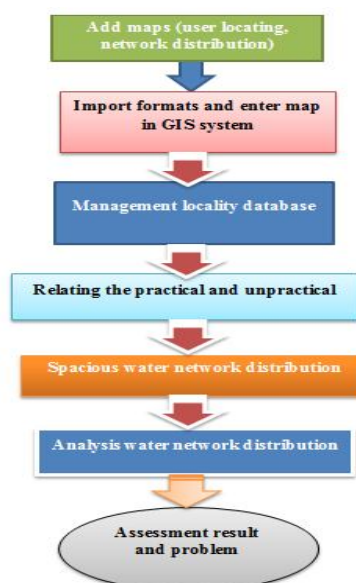 Add maps (user locating,
network distribution)
Import formats and enter map
in GIS system
Management locality database
Relating the practical and unpractical
Spacious water network distribution
Analysis water network distribution
Assessment result
and problem